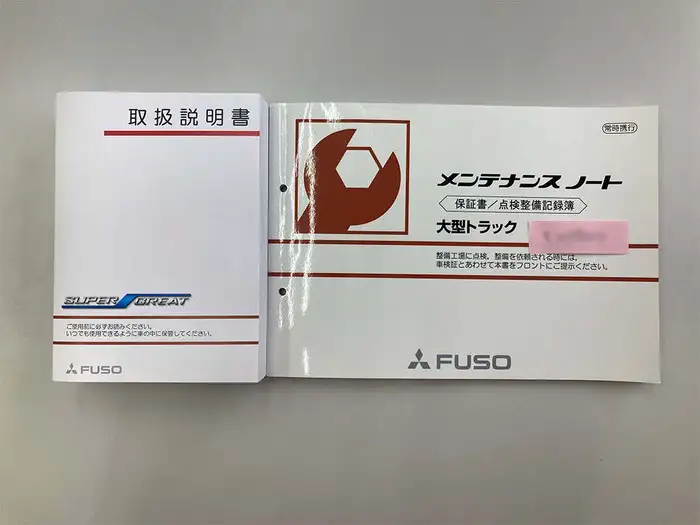 取扱説明書
SUPER GREAT
ご使用前に必ずお読みください。
いつでも使用できるように車の中に保管してください。
FUSO
常時携行
メンテナンス ノート
保証書/点検整備記録簿
大型トラック
整備工場に点検、整備を依頼される時には、
車検証とあわせて本書をフロントにご提示ください。
FUSO